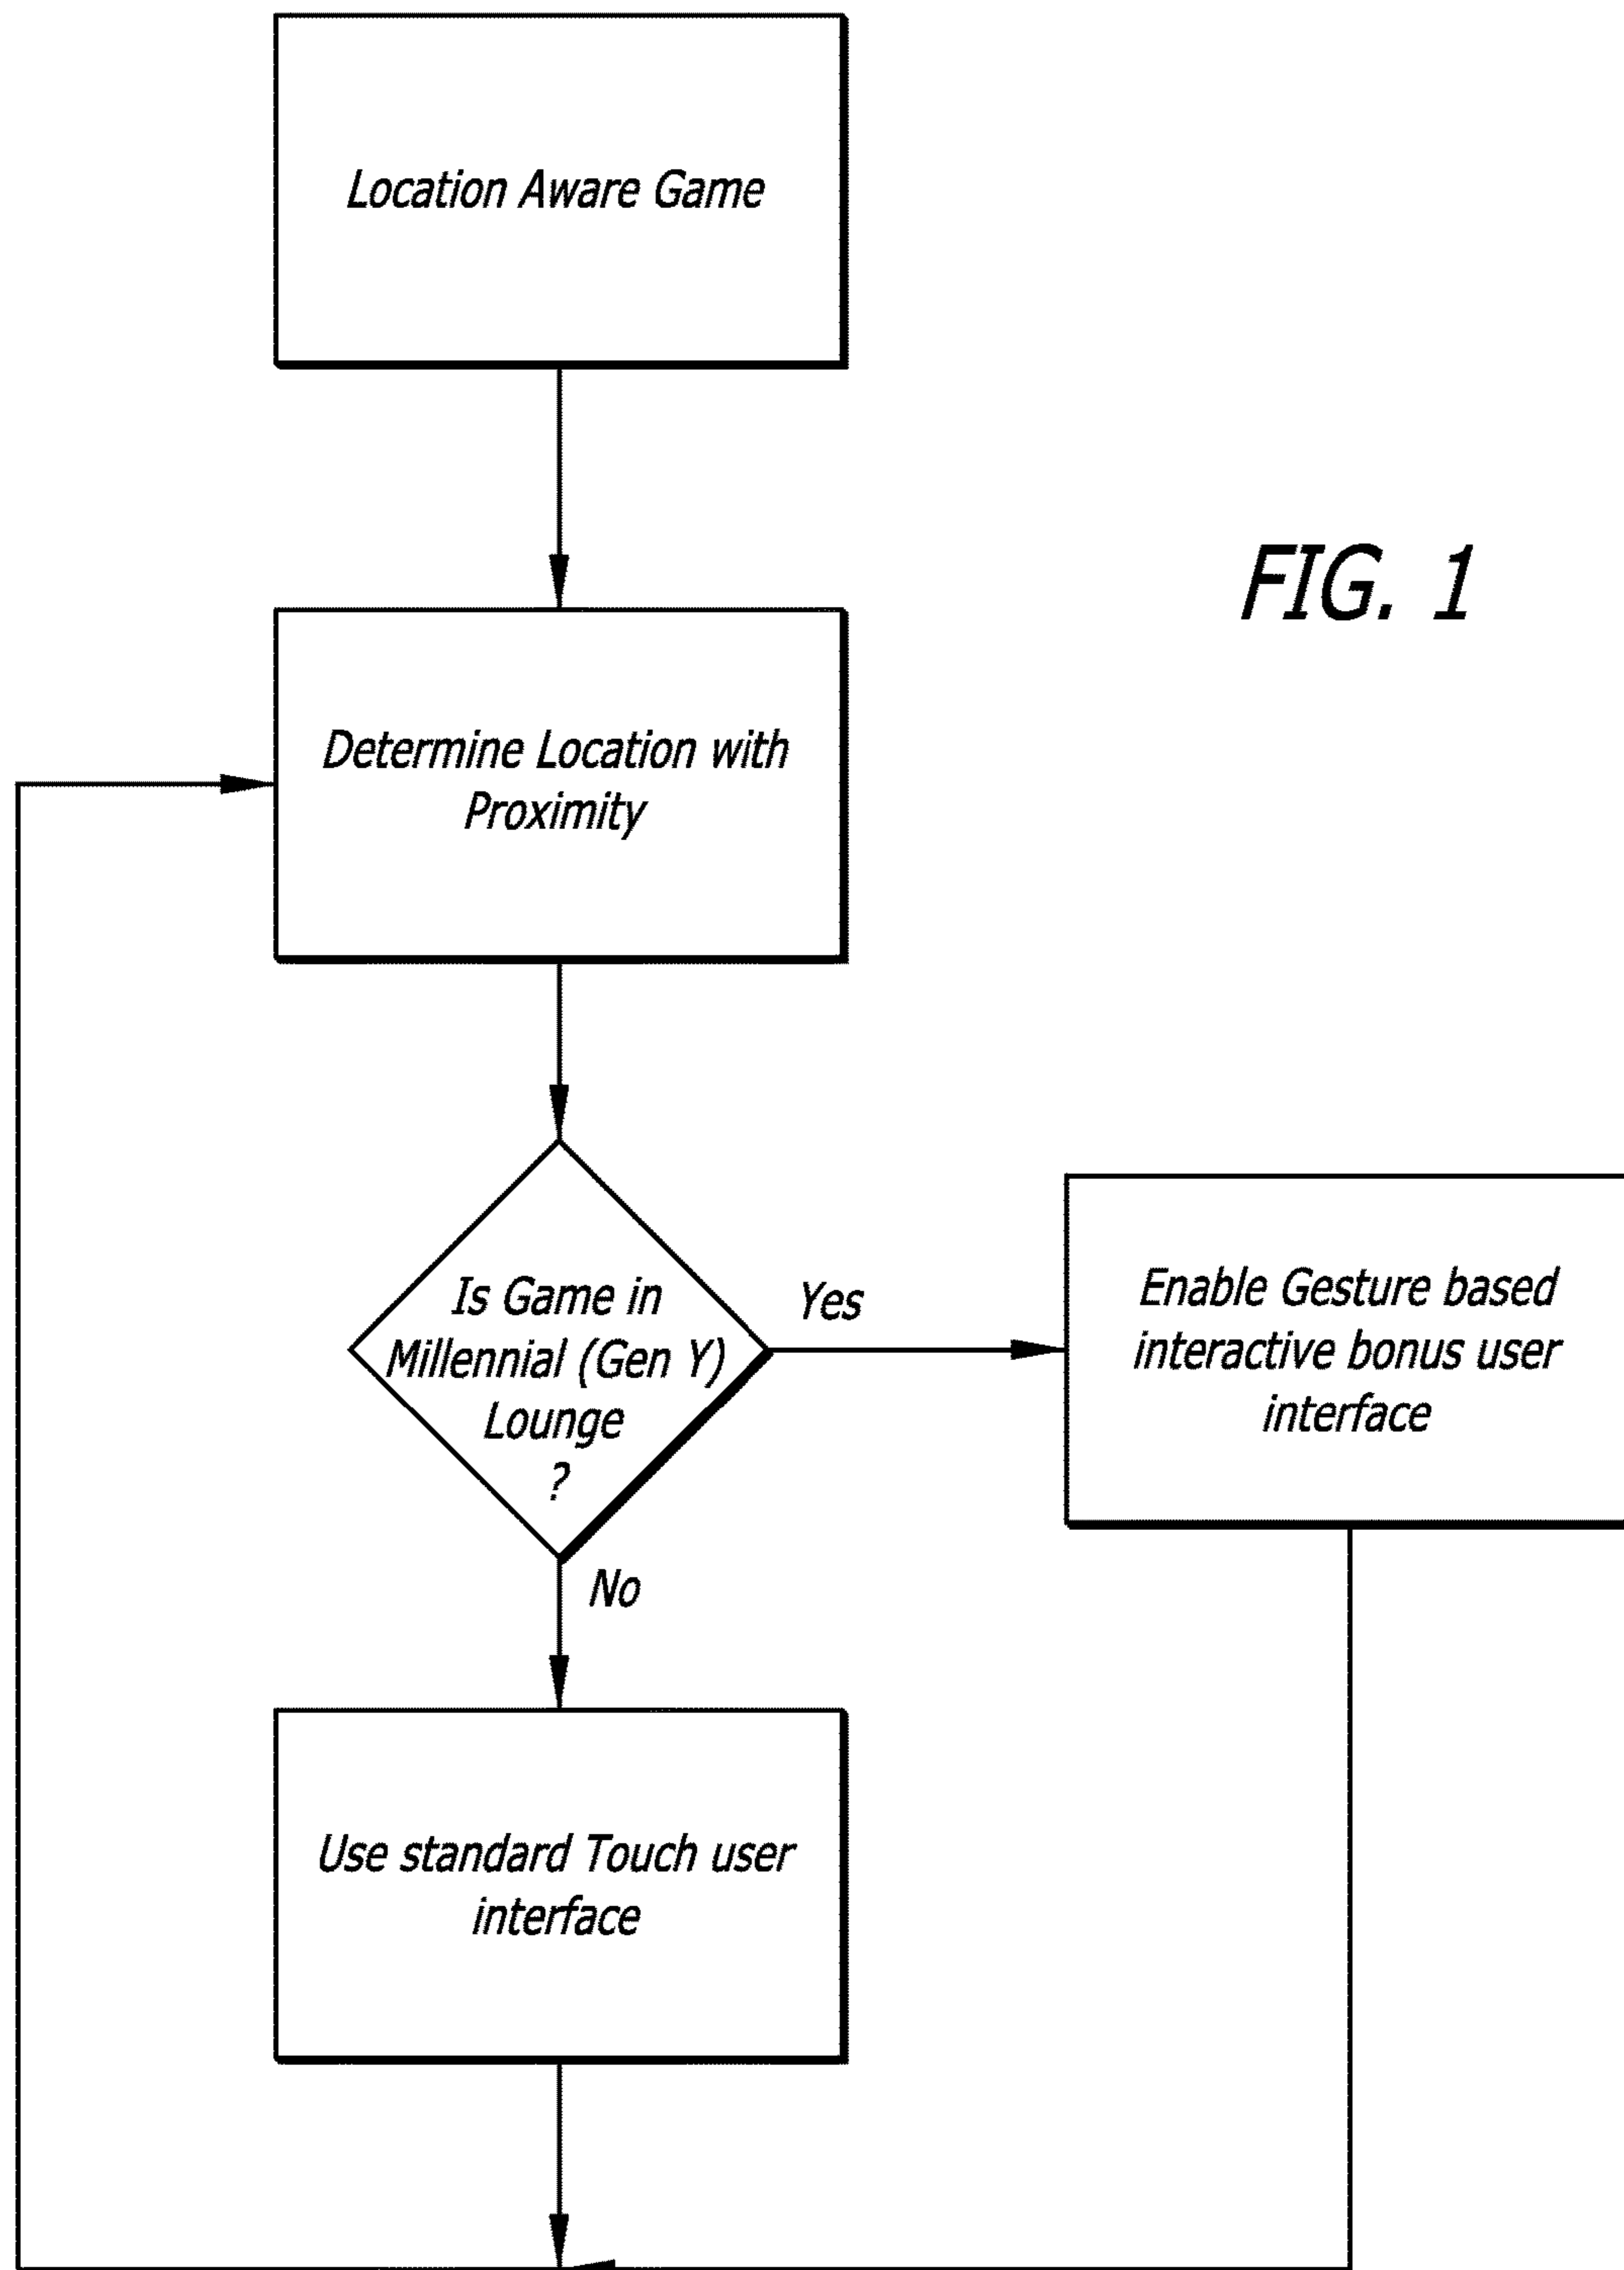 Location Aware Game
FIG. 1
Determine Location with
Proximity
Is Game in
Millennial (Gen Y)
Lounge
?
Yes
Enable Gesture based
interactive bonus user
interface
No
Use standard Touch user
interface